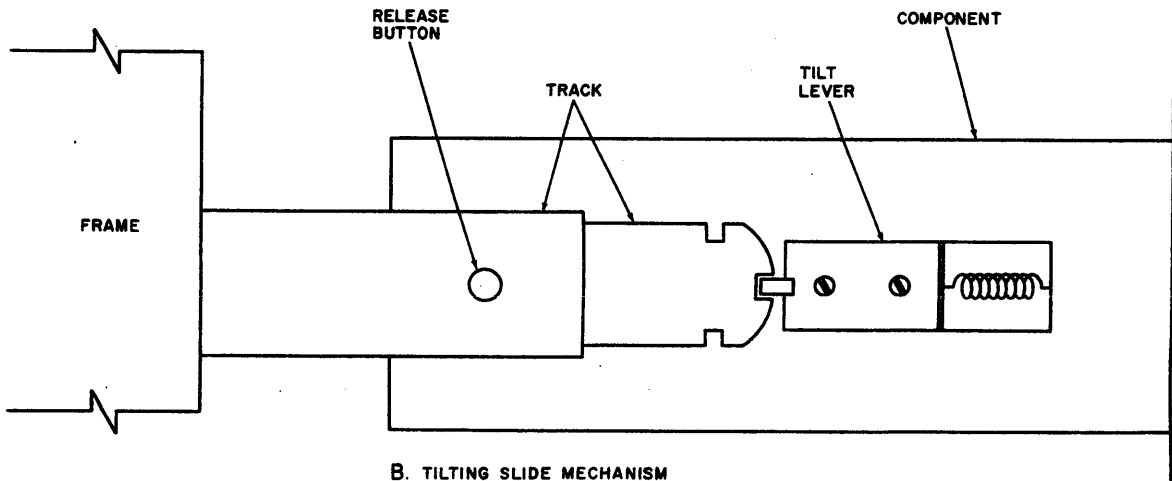 RELEASE
BUTTON
COMPONENT
TRACK
TILT
LEVER
FRAME
B. TILTING SLIDE MECHANISM